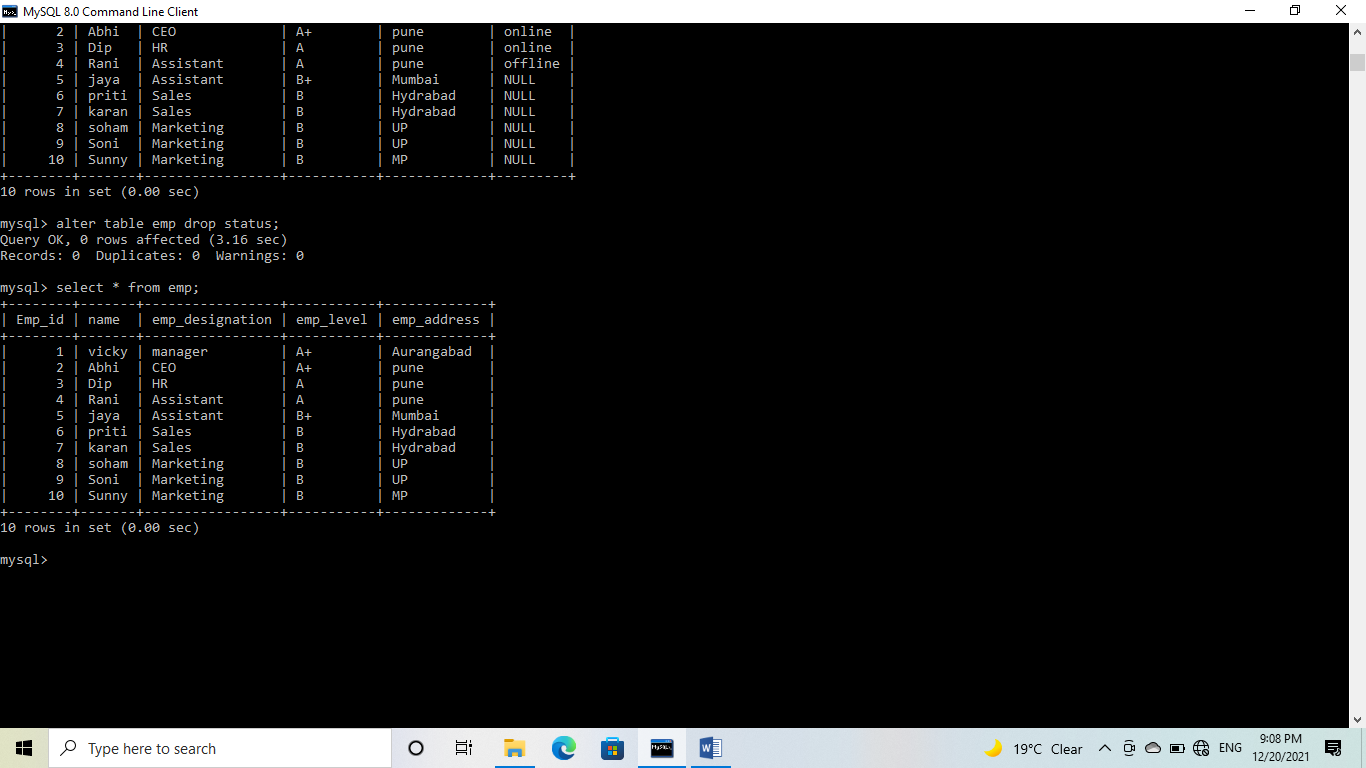 MySQL 8.0 Command Line Client
|      2 | Abhi  | CEO             | A+        | pune        | online  |
|      3 | Dip   | HR              | A         | pune        | online  |
|      4 | Rani  | Assistant       | A         | pune        | offline |
|      5 | jaya  | Assistant       | B+        | Mumbai      | NULL    |
|      6 | priti | Sales           | B         | Hydrabad    | NULL    |
|      7 | karan | Sales           | B         | Hydrabad    | NULL    |
|      8 | soham | Marketing       | B         | UP          | NULL    |
|      9 | Soni  | Marketing       | B         | UP          | NULL    |
|     10 | Sunny | Marketing       | B         | MP          | NULL    |
+--------+-------+-----------------+-----------+-------------+---------+
10 rows in set (0.00 sec)
mysql> alter table emp drop status;
Query OK, 0 rows affected (3.16 sec)
Records: 0  Duplicates: 0  Warnings: 0
mysql> select * from emp;
+--------+-------+-----------------+-----------+-------------+
| Emp_id | name  | emp_designation | emp_level | emp_address |
+--------+-------+-----------------+-----------+-------------+
|      1 | vicky | manager         | A+        | Aurangabad  |
|      2 | Abhi  | CEO             | A+        | pune        |
|      3 | Dip   | HR              | A         | pune        |
|      4 | Rani  | Assistant       | A         | pune        |
|      5 | jaya  | Assistant       | B+        | Mumbai      |
|      6 | priti | Sales           | B         | Hydrabad    |
|      7 | karan | Sales           | B         | Hydrabad    |
|      8 | soham | Marketing       | B         | UP          |
|      9 | Soni  | Marketing       | B         | UP          |
|     10 | Sunny | Marketing       | B         | MP          |
+--------+-------+-----------------+-----------+-------------+
10 rows in set (0.00 sec)
mysql>
Type here to search
19°C Clear
ENG
9:08 PM
12/20/2021